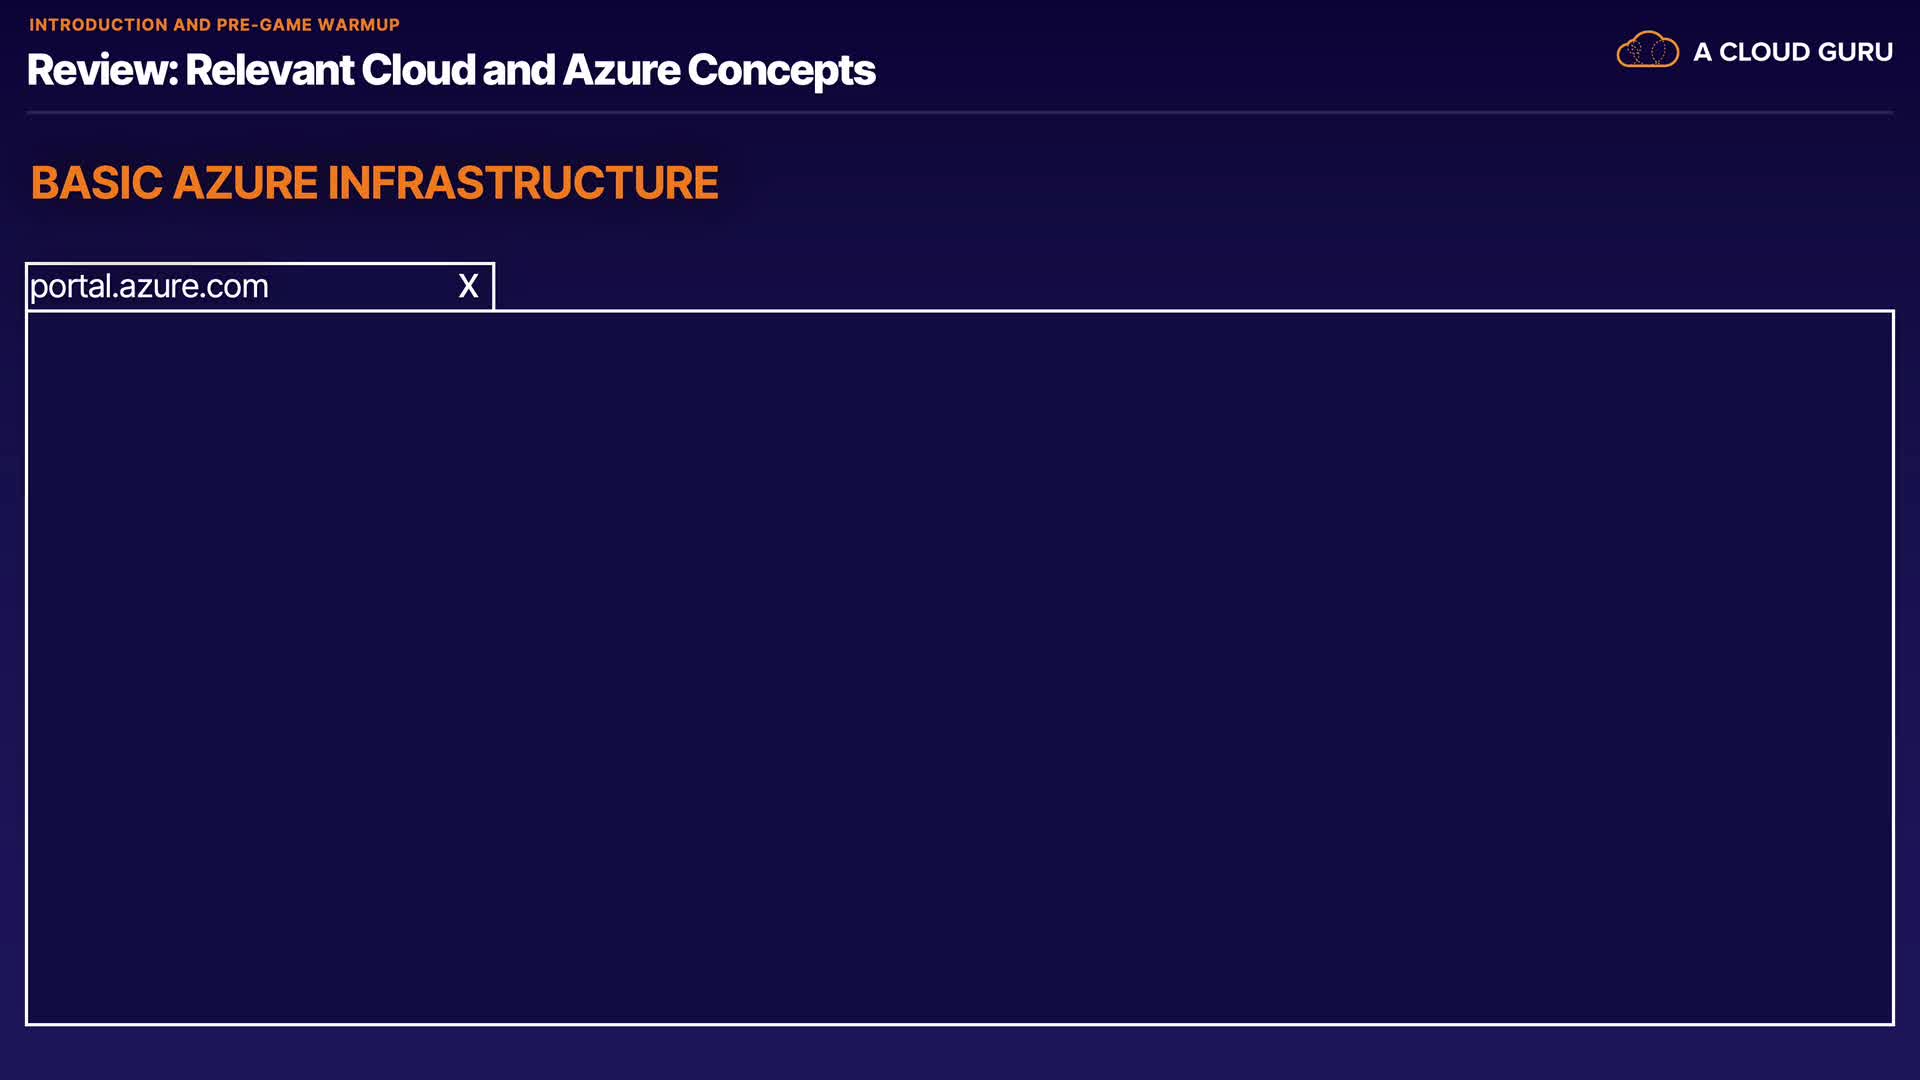 INTRODUCTION AND PRE-GAME WARMUP
Review: Relevant Cloud and Azure Concepts
A CLOUD GURU
BASIC AZURE INFRASTRUCTURE
portal.azure.com X